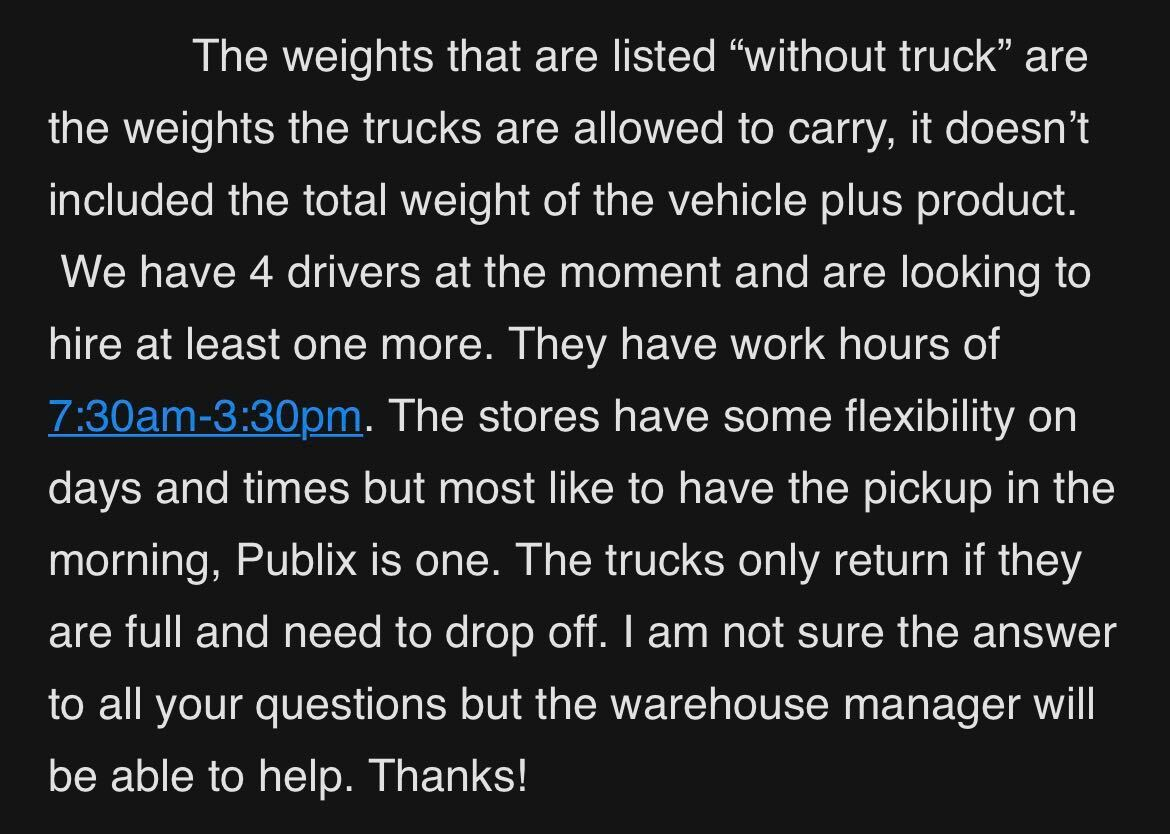 The weights that are listed “without truck” are
the weights the trucks are allowed to carry, it doesn’t
included the total weight of the vehicle plus product.
We have 4 drivers at the moment and are looking to
hire at least one more. They have work hours of
7:30am-3:30pm. The stores have some flexibility on
days and times but most like to have the pickup in the
morning, Publix is one. The trucks only return if they
are full and need to drop off. I am not sure the answer
to all your questions but the warehouse manager will
be able to help. Thanks!